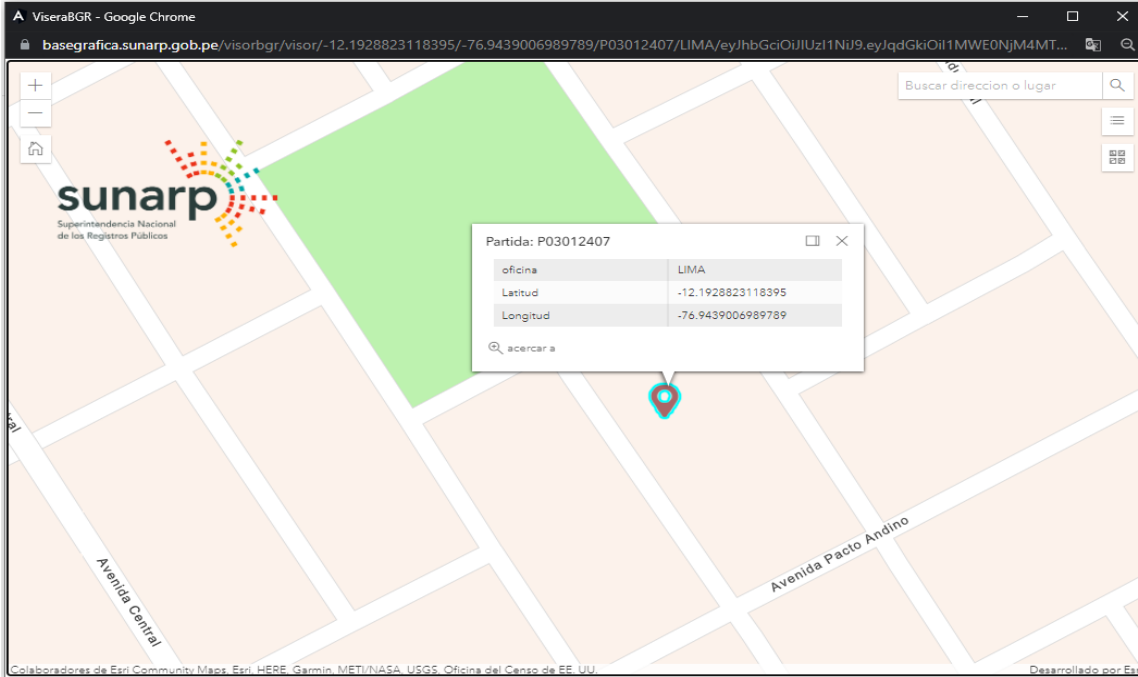 ViseraBGR - Google Chrome
basegrafica.sunarp.gob.pe/visorbgr/visor/-12.1928823118395/-76.9439006989789/P03012407/LIMA/eyJhbGciOiJIUzI1NiJ9.eyJqdGkiOiI1MWE0NjM4MT...
Buscar direccion o lugar
sunarp
Superintendencia Nacional
de los Registros Públicos
Partida: P03012407
oficina LIMA
Latitud -12.1928823118395
Longitud -76.9439006989789
acercar a
Avenida Pacto Andino
Avenida Central
Colaboradores de Esri Community Maps, Esri, HERE, Garmin, METI/NASA, USGS, Oficina del Censo de EE. UU.
Desarrollado por